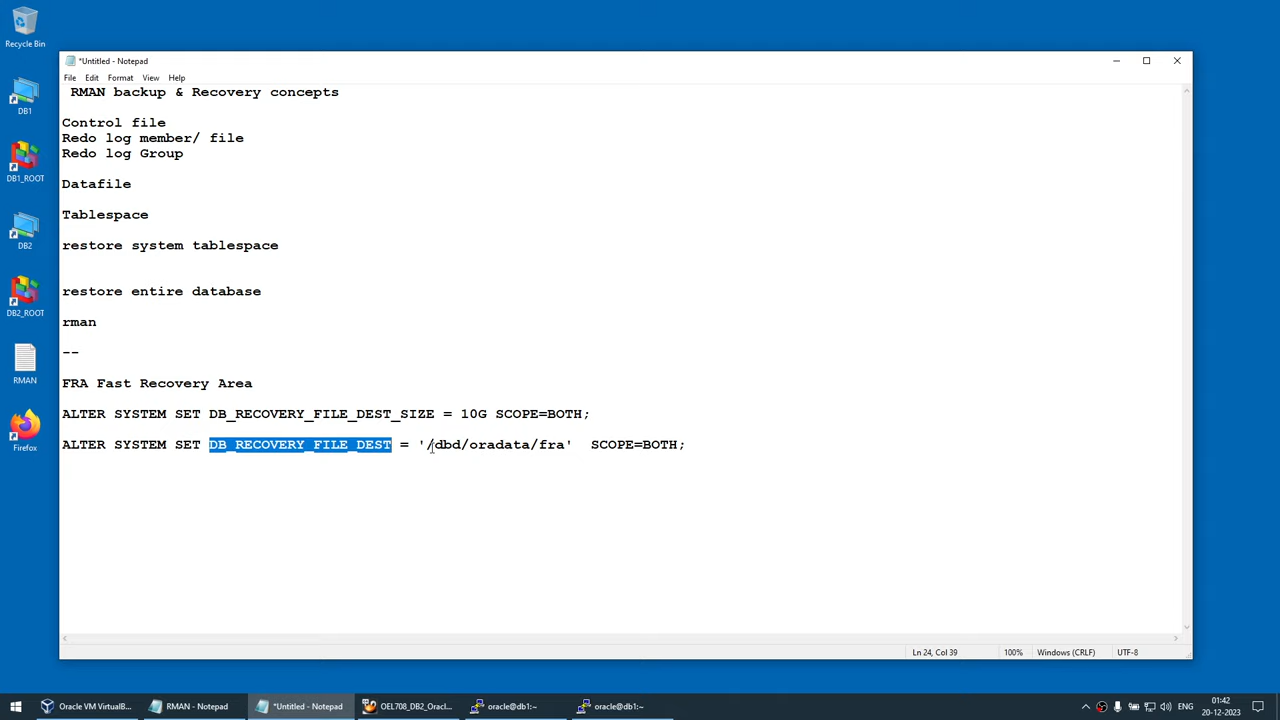 Recycle Bin
DB1
DB1_ROOT
DB2
DB2_ROOT
RMAN
Firefox
*Untitled - Notepad
File Edit Format View Help
RMAN backup & Recovery concepts
Control file
Redo log member/ file
Redo log Group
Datafile
Tablespace
restore system tablespace
restore entire database
rman
--
FRA Fast Recovery Area
ALTER SYSTEM SET DB_RECOVERY_FILE_DEST_SIZE = 10G SCOPE=BOTH;
ALTER SYSTEM SET DB_RECOVERY_FILE_DEST = '/dbd/oradata/fra'  SCOPE=BOTH;
Ln 24, Col 39 100% Windows (CRLF) UTF-8
Oracle VM VirtualB... RMAN - Notepad *Untitled - Notepad OEL708_DB2_Oracl... oracle@db1:~ oracle@db1:~ ENG 01:42
20-12-2023